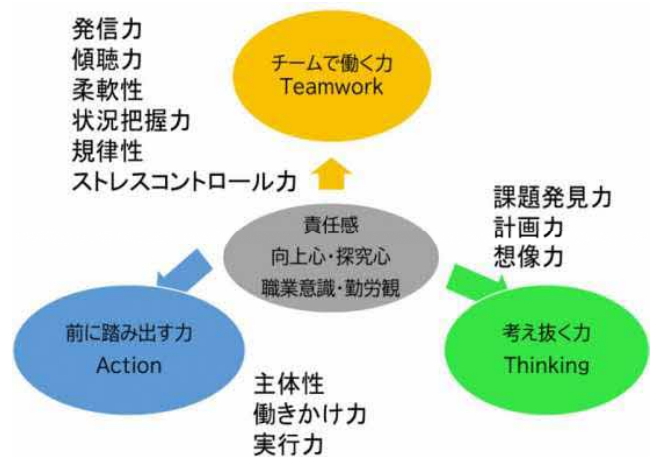 発信力
傾聴力
柔軟性
状況把握力
規律性
ストレスコントロール力
チームで働く力
Teamwork
責任感
向上心・探究心
職業意識・勤労観
課題発見力
計画力
想像力
前に踏み出す力
Action
主体性
働きかけ力
実行力
考え抜く力
Thinking